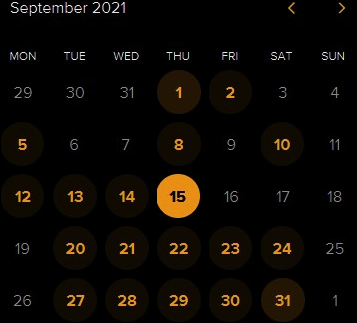 September 2021 < >
MON TUE WED THU FRI SAT SUN
29 30 31 1 2 3 4
5 6 7 8 9 10 11
12 13 14 15 16 17 18
19 20 21 22 23 24 25
26 27 28 29 30 31 1